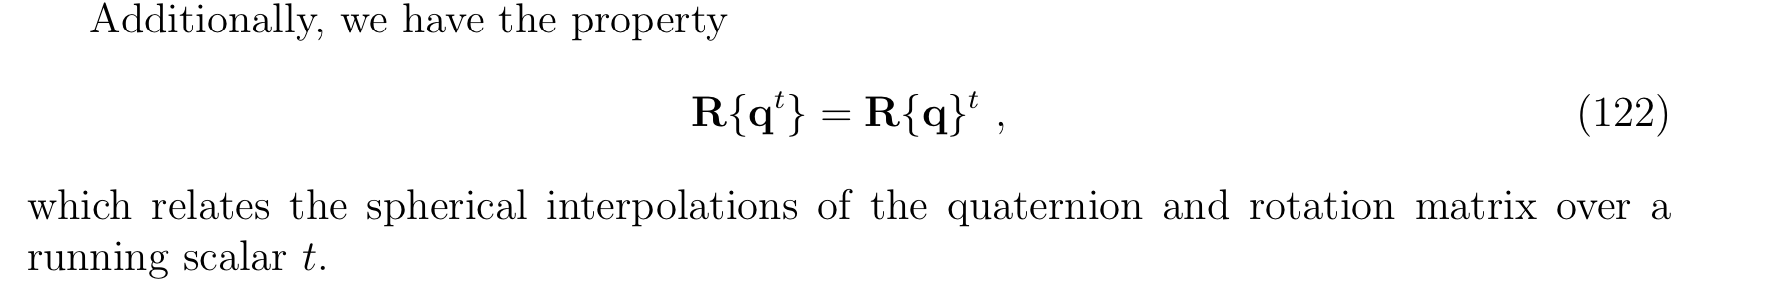 Additionally, we have the property
R{q^t} = R{q}^t , (122)
which relates the spherical interpolations of the quaternion and rotation matrix over a
running scalar t.